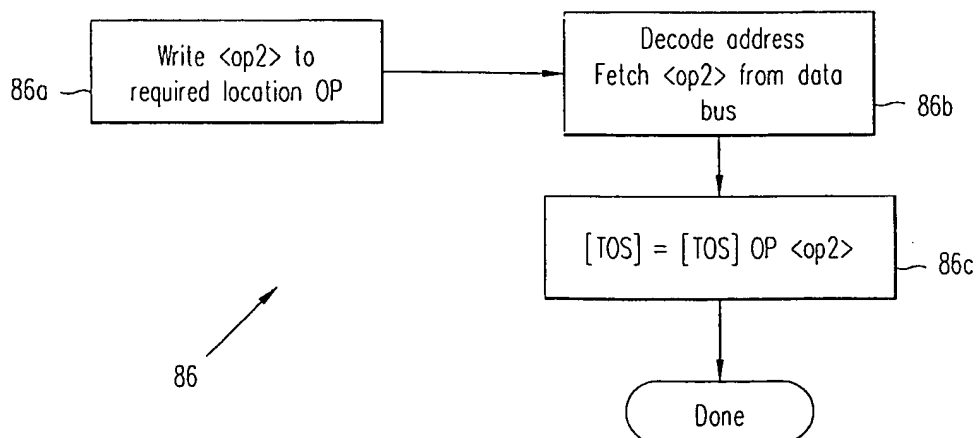 Write <op2> to
required location OP
86a
Decode address
Fetch <op2> from data
bus
86b
[TOS] = [TOS] OP <op2>
86c
86
Done